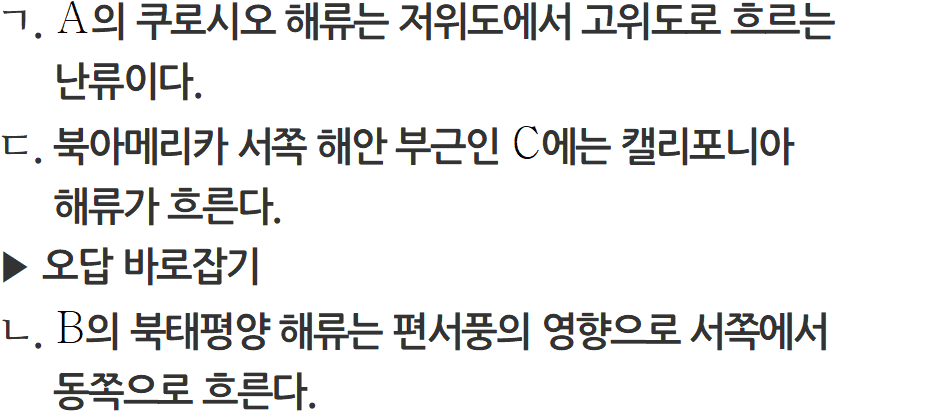 ㄱ. A의 쿠로시오 해류는 저위도에서 고위도로 흐르는
난류이다.
ㄷ. 북아메리카 서쪽 해안 부근인 C에는 캘리포니아
해류가 흐른다.
▶ 오답 바로잡기
ㄴ. B의 북태평양 해류는 편서풍의 영향으로 서쪽에서
동쪽으로 흐른다.